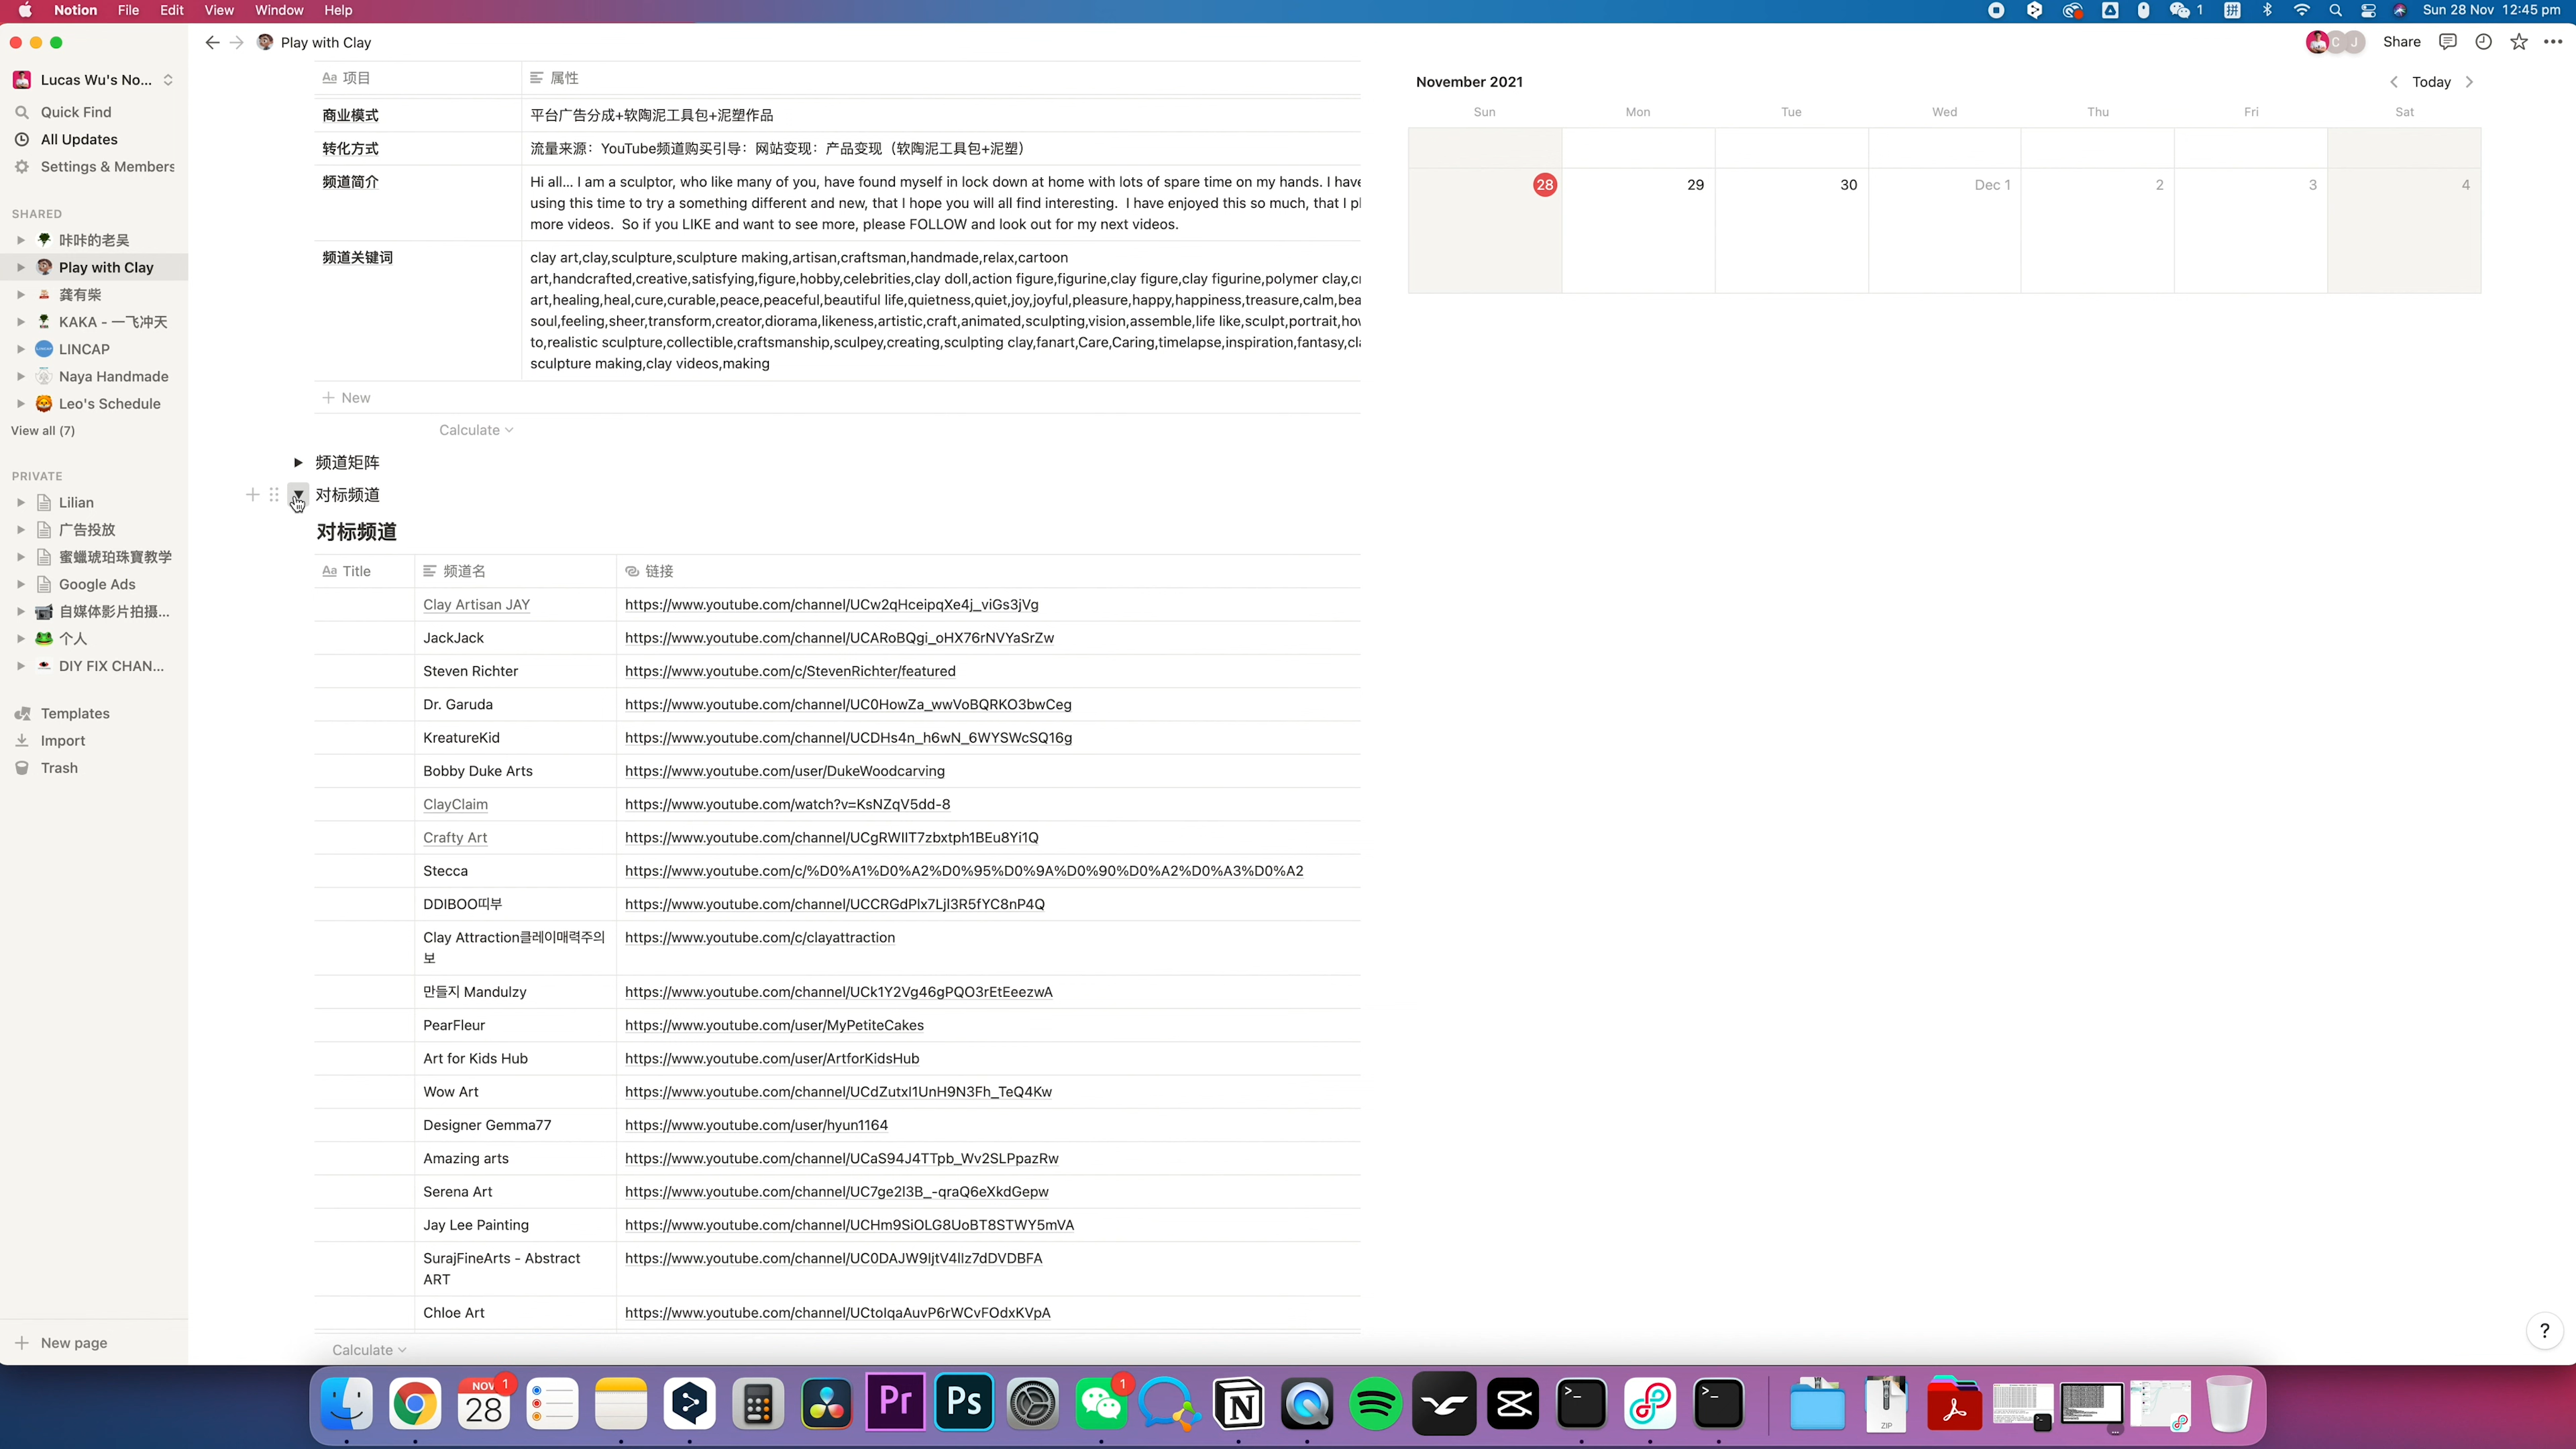 Notion File Edit View Window Help
1 拼 Sun 28 Nov 12:45 pm
Play with Clay
C J Share
Lucas Wu's No...
Quick Find
All Updates
Settings & Members
SHARED
咔咔的老吴
Play with Clay
龚有柴
KAKA - 一飞冲天
LINCAP
Naya Handmade
Leo's Schedule
View all (7)
PRIVATE
Lilian
广告投放
蜜蠟琥珀珠寶教学
Google Ads
自媒体影片拍摄...
个人
DIY FIX CHAN...
Templates
Import
Trash
New page
Aa 项目 属性
商业模式 平台广告分成+软陶泥工具包+泥塑作品
转化方式 流量来源：YouTube频道购买引导：网站变现：产品变现（软陶泥工具包+泥塑）
频道简介 Hi all... I am a sculptor, who like many of you, have found myself in lock down at home with lots of spare time on my hands. I have
using this time to try a something different and new, that I hope you will all find interesting. I have enjoyed this so much, that I pl
more videos. So if you LIKE and want to see more, please FOLLOW and look out for my next videos.
频道关键词 clay art,clay,sculpture,sculpture making,artisan,craftsman,handmade,relax,cartoon
art,handcrafted,creative,satisfying,figure,hobby,celebrities,clay doll,action figure,figurine,clay figure,clay figurine,polymer clay,cr
art,healing,heal,cure,curable,peace,peaceful,beautiful life,quietness,quiet,joy,joyful,pleasure,happy,happiness,treasure,calm,bea
soul,feeling,sheer,transform,creator,diorama,likeness,artistic,craft,animated,sculpting,vision,assemble,life like,sculpt,portrait,how
to,realistic sculpture,collectible,craftsmanship,sculpey,creating,sculpting clay,fanart,Care,Caring,timelapse,inspiration,fantasy,cla
sculpture making,clay videos,making
New
Calculate
频道矩阵
对标频道
对标频道
Aa Title 频道名 链接
Clay Artisan JAY https://www.youtube.com/channel/UCw2qHceipqXe4j_viGs3jVg
JackJack https://www.youtube.com/channel/UCARoBQgi_oHX76rNVYaSrZw
Steven Richter https://www.youtube.com/c/StevenRichter/featured
Dr. Garuda https://www.youtube.com/channel/UC0HowZa_wwVoBQRKO3bwCeg
KreatureKid https://www.youtube.com/channel/UCDHs4n_h6wN_6WYSWcSQ16g
Bobby Duke Arts https://www.youtube.com/user/DukeWoodcarving
ClayClaim https://www.youtube.com/watch?v=KsNZqV5dd-8
Crafty Art https://www.youtube.com/channel/UCgRWIIT7zbxtph1BEu8Yi1Q
Stecca https://www.youtube.com/c/%D0%A1%D0%A2%D0%95%D0%9A%D0%90%D0%A2%D0%A3%D0%A2
DDIBOO띠부 https://www.youtube.com/channel/UCCRGdPlx7Ljl3R5fYC8nP4Q
Clay Attraction클레이매력주의 https://www.youtube.com/c/clayattraction
보
만들지 Mandulzy https://www.youtube.com/channel/UCk1Y2Vg46gPQO3rEtEeezwA
PearFleur https://www.youtube.com/user/MyPetiteCakes
Art for Kids Hub https://www.youtube.com/user/ArtforKidsHub
Wow Art https://www.youtube.com/channel/UCdZutxI1UnH9N3Fh_TeQ4Kw
Designer Gemma77 https://www.youtube.com/user/hyun1164
Amazing arts https://www.youtube.com/channel/UCaS94J4TTpb_Wv2SLPpazRw
Serena Art https://www.youtube.com/channel/UC7ge2I3B_-qraQ6eXkdGepw
Jay Lee Painting https://www.youtube.com/channel/UCHm9SiOLG8UoBT8STWY5mVA
SurajFineArts - Abstract https://www.youtube.com/channel/UC0DAJW9ljtV4lIz7dDVDBFA
ART
Chloe Art https://www.youtube.com/channel/UCtolqaAuvP6rWCvFOdxKVpA
Calculate
November 2021 Today
Sun Mon Tue Wed Thu Fri Sat
28 29 30 Dec 1 2 3 4
?
NOV 1
28
Pr
Ps
1
N
>_
>_
ZIP